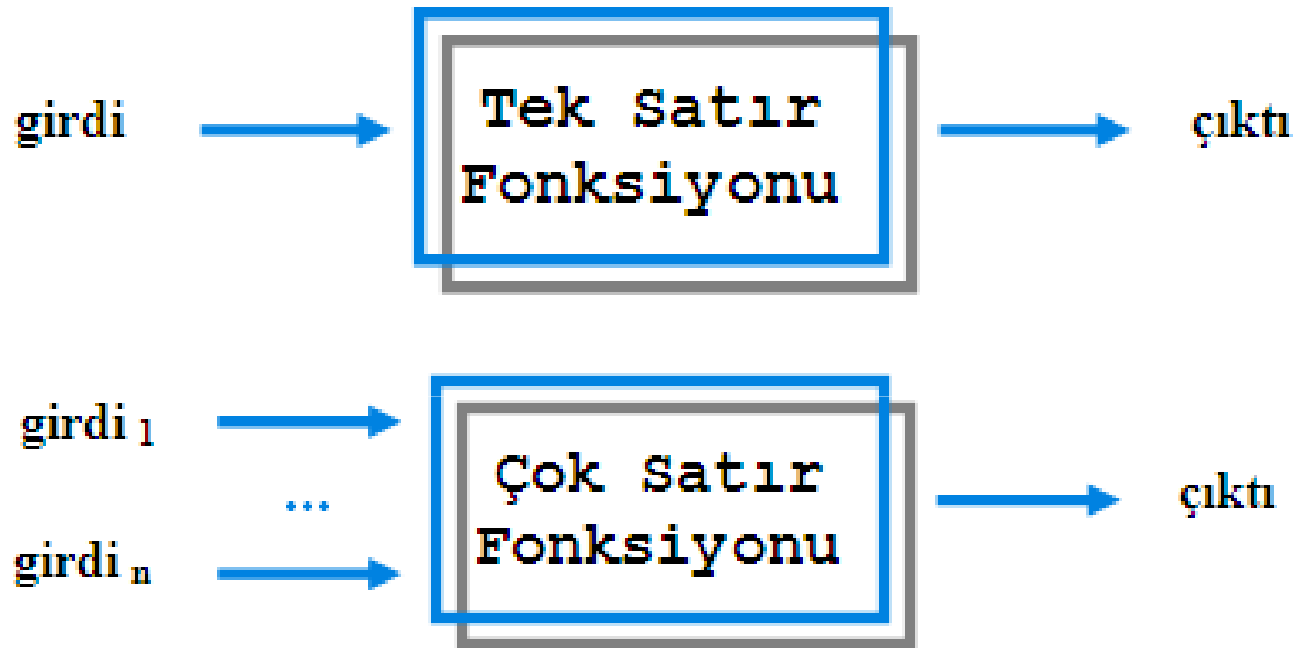 girdi
Tek Satır
Fonksiyonu
çıktı
girdi 1
...
girdi n
Çok Satır
Fonksiyonu
çıktı